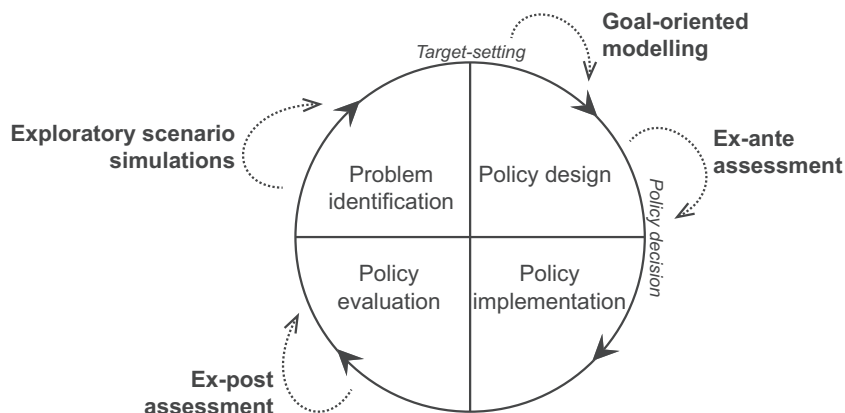 Goal-oriented
modelling
Target-setting
Exploratory scenario
simulations
Ex-ante
assessment
Problem
identification
Policy design
Policy decision
Policy
evaluation
Policy
implementation
Ex-post
assessment